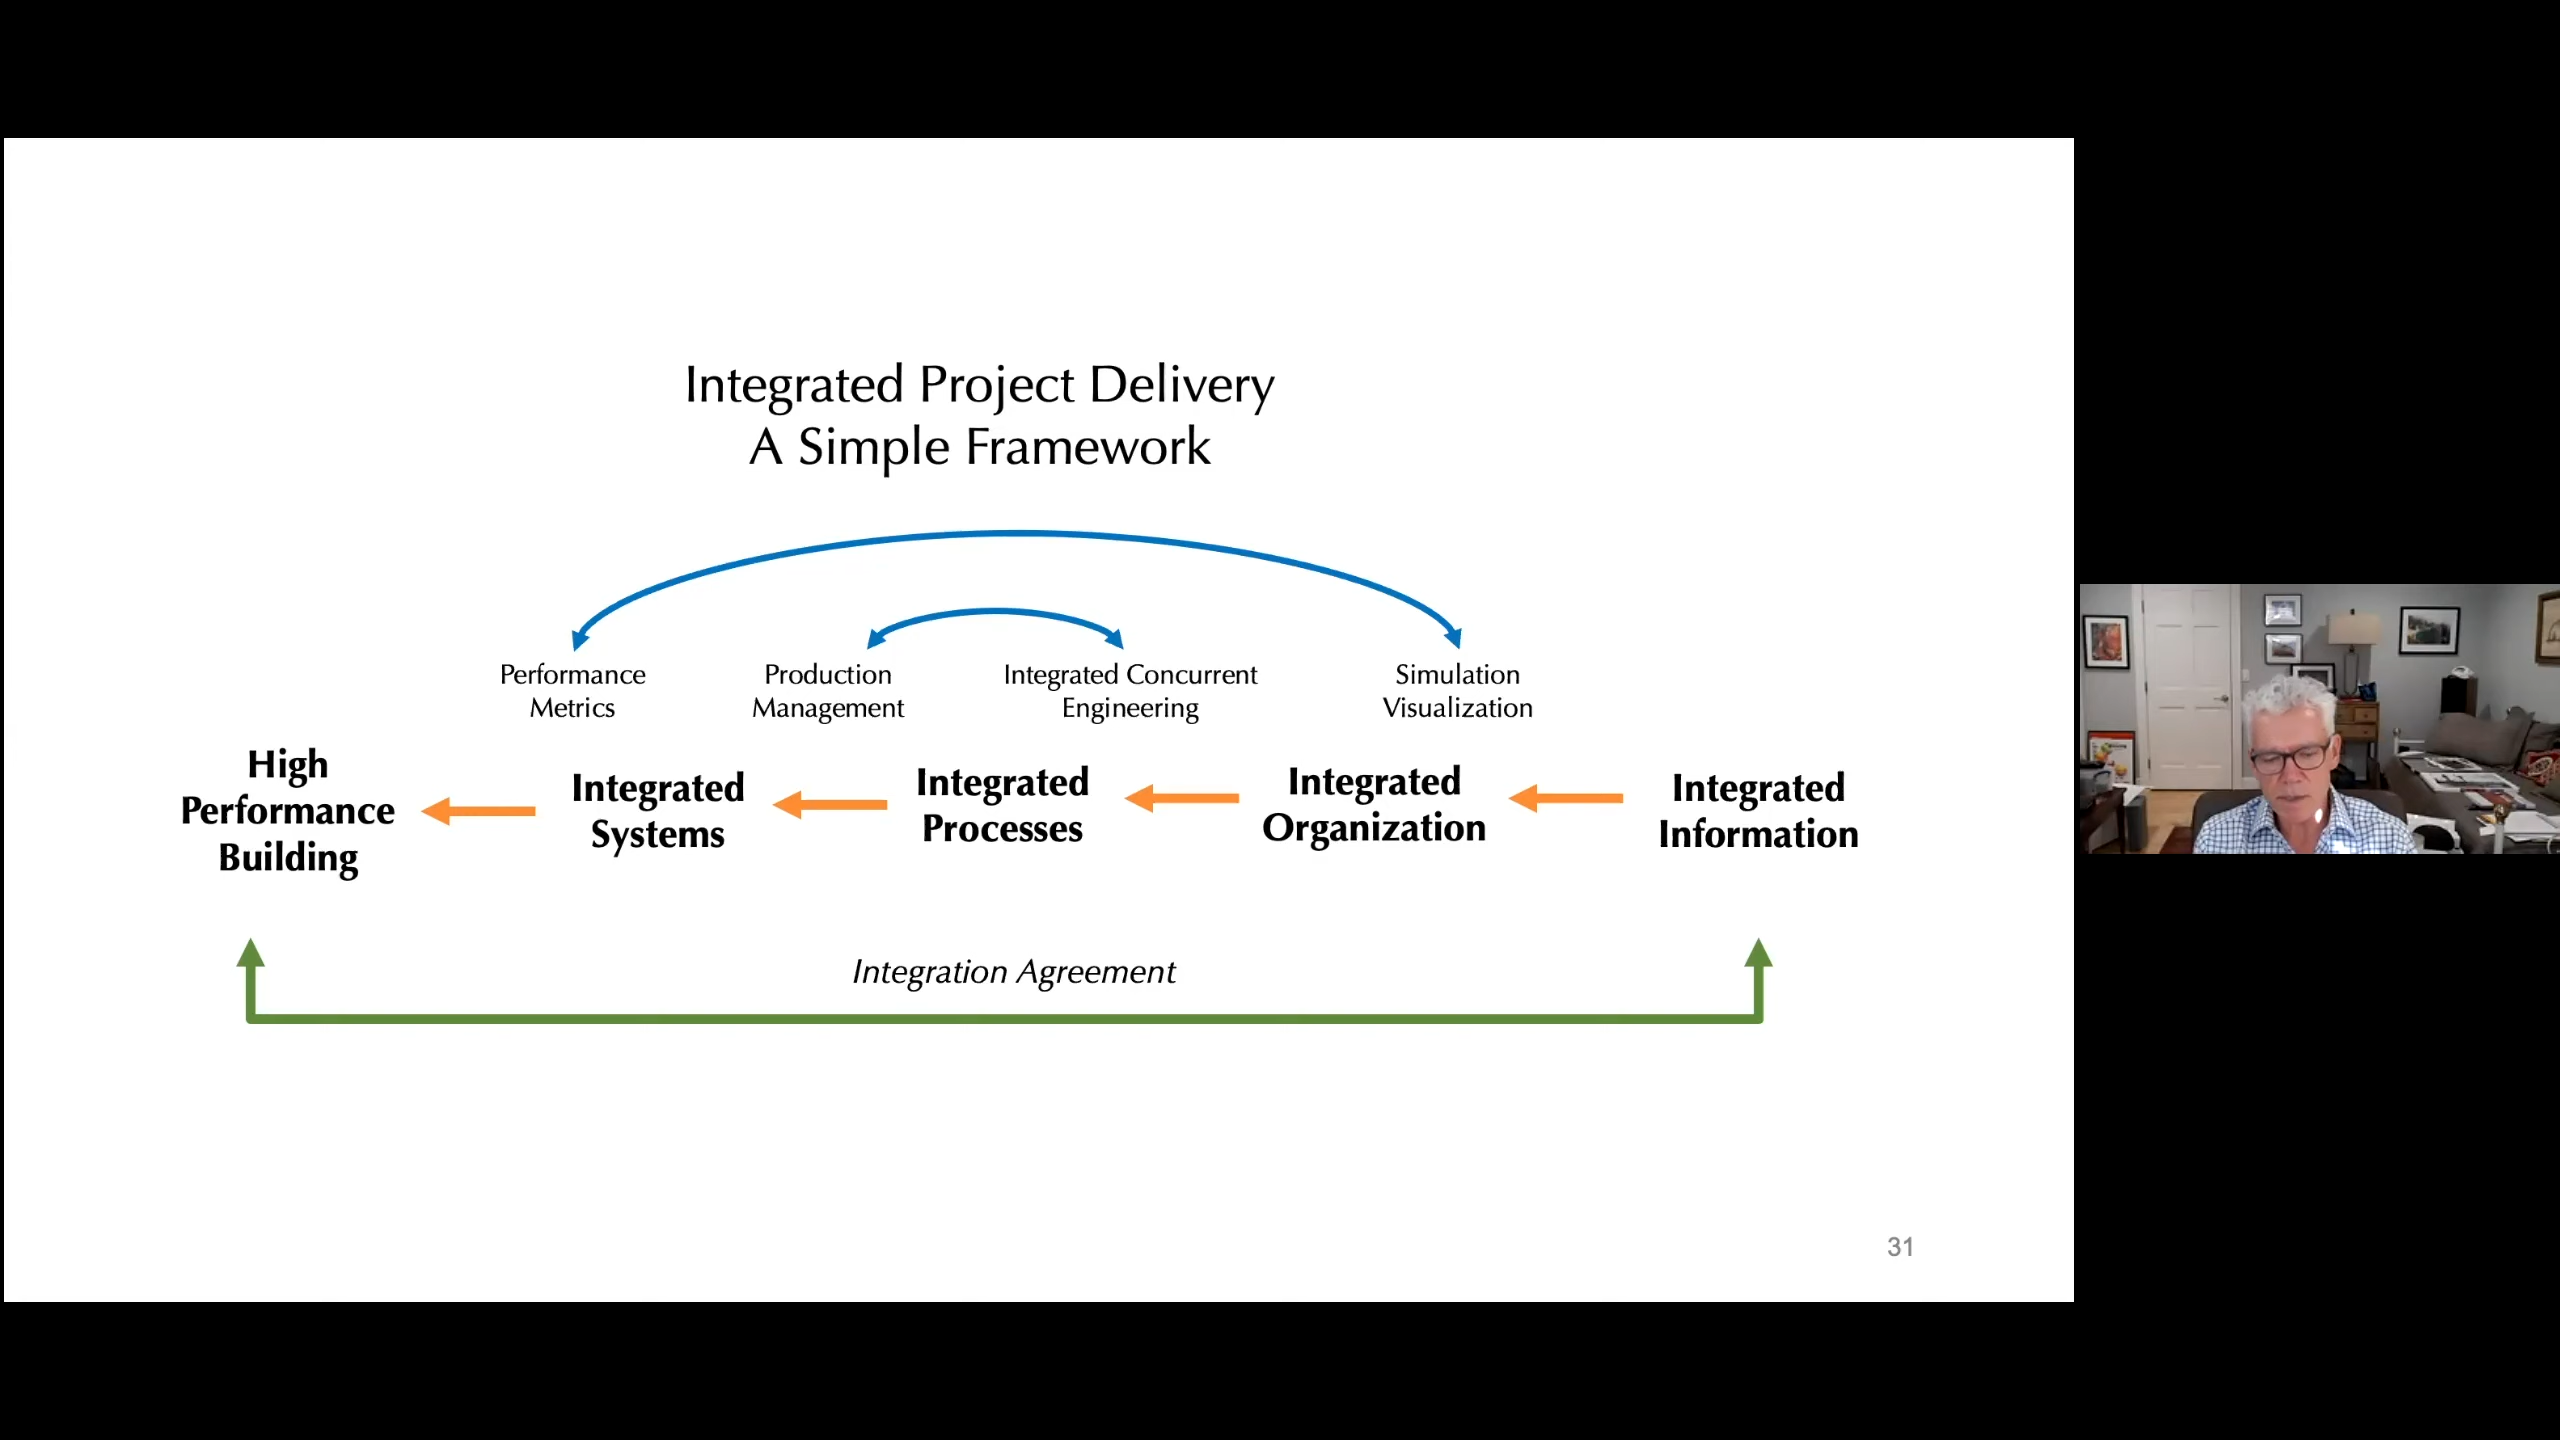 Integrated Project Delivery
A Simple Framework
Performance
Metrics
Production
Management
Integrated Concurrent
Engineering
Simulation
Visualization
High
Performance
Building
Integrated
Systems
Integrated
Processes
Integrated
Organization
Integrated
Information
Integration Agreement
31